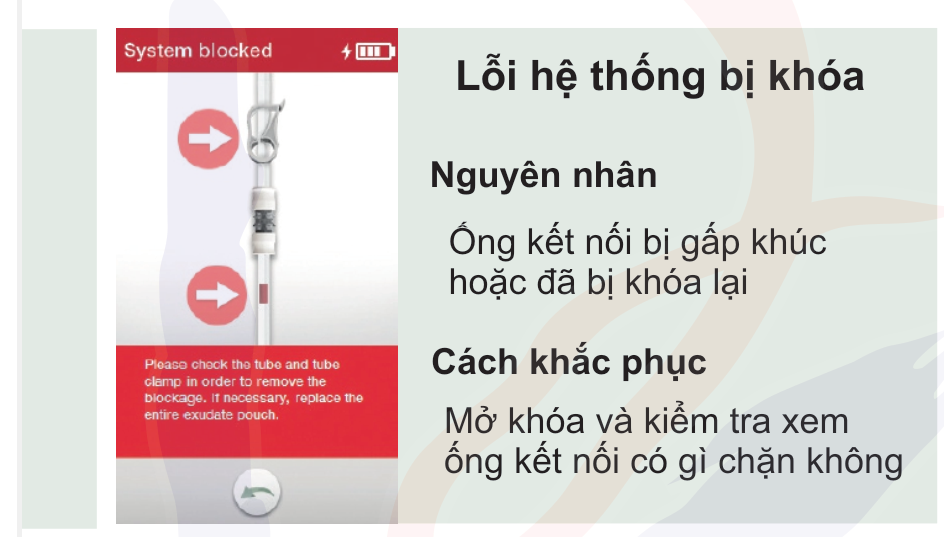 System blocked
Lỗi hệ thống bị khóa
Nguyên nhân
Ống kết nối bị gấp khúc
hoặc đã bị khóa lại
Please check the tube and tube
clamp in order to remove the
blockage. If necessary, replace the
entire exudate pouch.
Cách khắc phục
Mở khóa và kiểm tra xem
ống kết nối có gì chặn không